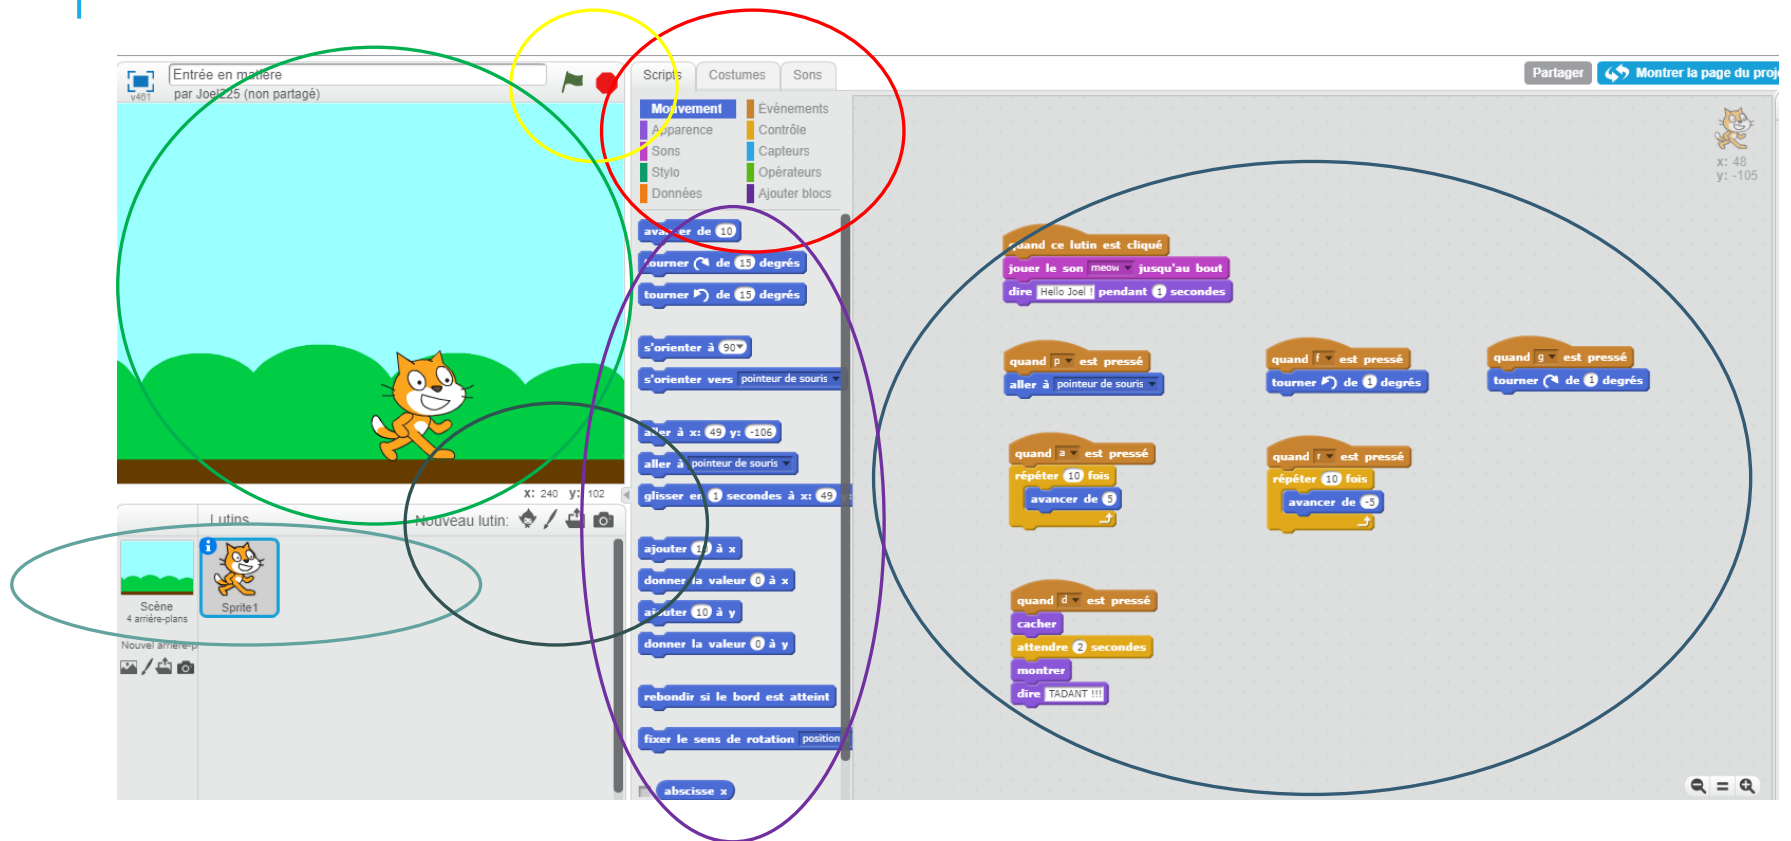 Entrée en matière
par Joel225 (non partagé)
v461
Scripts Costumes Sons
Partager Montrer la page du proj
Mouvement Évènements
Apparence Contrôle
Sons Capteurs
Stylo Opérateurs
Données Ajouter blocs
avancer de 10
tourner de 15 degrés
tourner de 15 degrés
s'orienter à 90
s'orienter vers pointeur de souris
aller à x: 49 y: -106
aller à pointeur de souris
glisser en 1 secondes à x: 49
ajouter 10 à x
donner la valeur 0 à x
ajouter 10 à y
donner la valeur 0 à y
rebondir si le bord est atteint
fixer le sens de rotation position
abscisse x
x: 48
y: -105
quand ce lutin est cliqué
jouer le son meow jusqu'au bout
dire Hello Joel ! pendant 1 secondes
quand p est pressé
aller à pointeur de souris
quand f est pressé
tourner de 1 degrés
quand g est pressé
tourner de 1 degrés
quand a est pressé
répéter 10 fois
avancer de 5
quand r est pressé
répéter 10 fois
avancer de -5
quand d est pressé
cacher
attendre 2 secondes
montrer
dire TADANT !!!
x: 240 y: 102
Lutins Nouveau lutin:
Scène
4 arrière-plans
Sprite1
Nouvel arrière-p